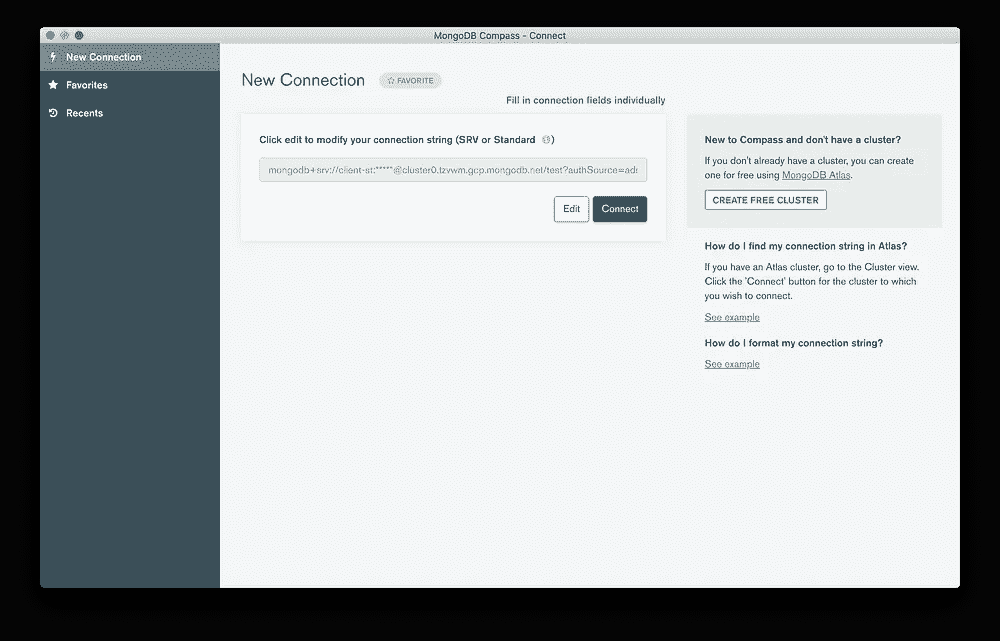 MongoDB Compass - Connect
New Connection
Favorites
Recents
New Connection
FAVORITE
Fill in connection fields individually
Click edit to modify your connection string (SRV or Standard )
mongodb+srv://client-st:*****@cluster0.tzvwm.gcp.mongodb.net/test?authSource=adr
Edit
Connect
New to Compass and don't have a cluster?
If you don't already have a cluster, you can create
one for free using MongoDB Atlas.
CREATE FREE CLUSTER
How do I find my connection string in Atlas?
If you have an Atlas cluster, go to the Cluster view.
Click the 'Connect' button for the cluster to which
you wish to connect.
See example
How do I format my connection string?
See example